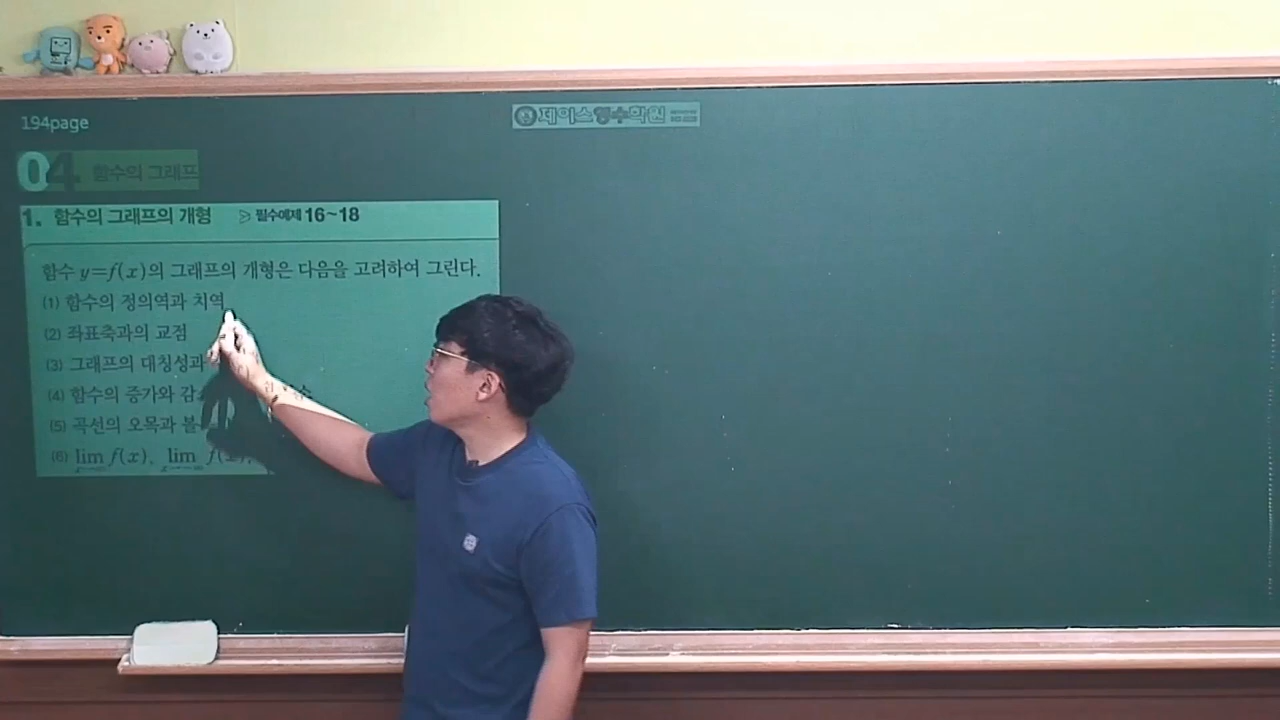 194page
제이스영수학원
04. 함수의 그래프
1. 함수의 그래프의 개형 ≫ 필수예제 16~18
함수 y=f(x)의 그래프의 개형은 다음을 고려하여 그린다.
(1) 함수의 정의역과 치역
(2) 좌표축과의 교점
(3) 그래프의 대칭성과
(4) 함수의 증가와 감
(5) 곡선의 오목과 볼
(6) lim f(x), lim f(x),